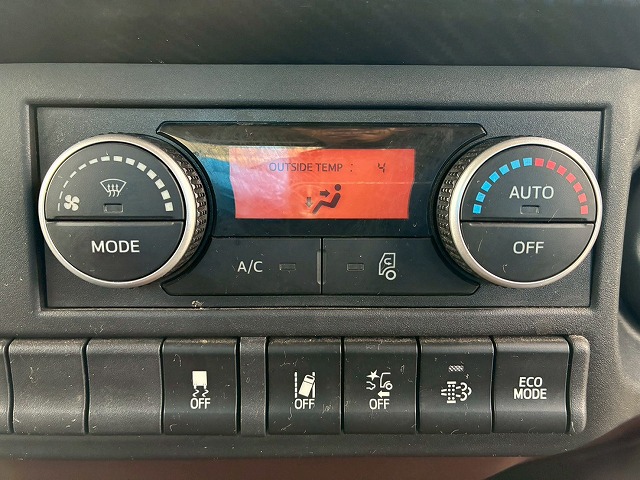 OUTSIDE TEMP : 4
AUTO
MODE
OFF
A/C
OFF
OFF
OFF
ECO
MODE